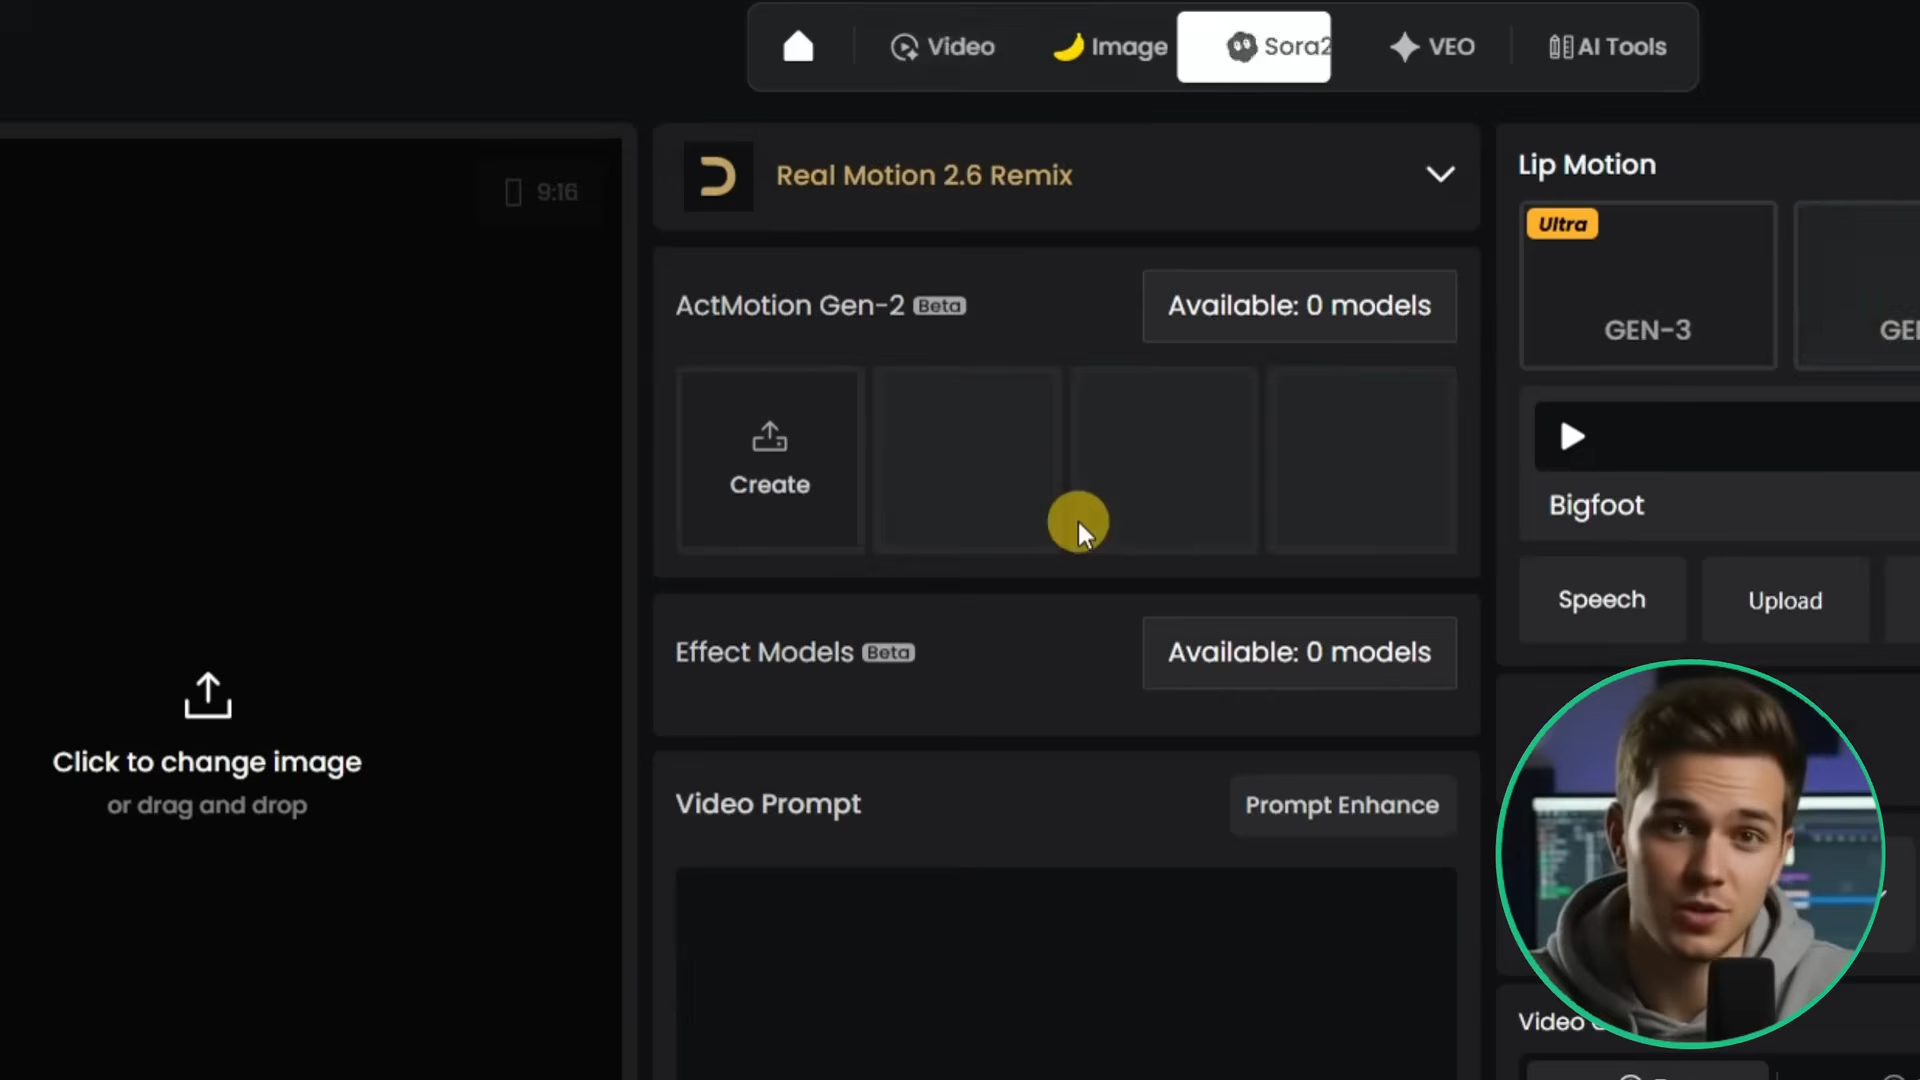 Video
Image
Sora2
VEO
AI Tools
9:16
Real Motion 2.6 Remix
Lip Motion
Ultra
GEN-3
ActMotion Gen-2 Beta
Available: 0 models
Create
Bigfoot
Speech
Upload
Effect Models Beta
Available: 0 models
Click to change image
or drag and drop
Video Prompt
Prompt Enhance
Video